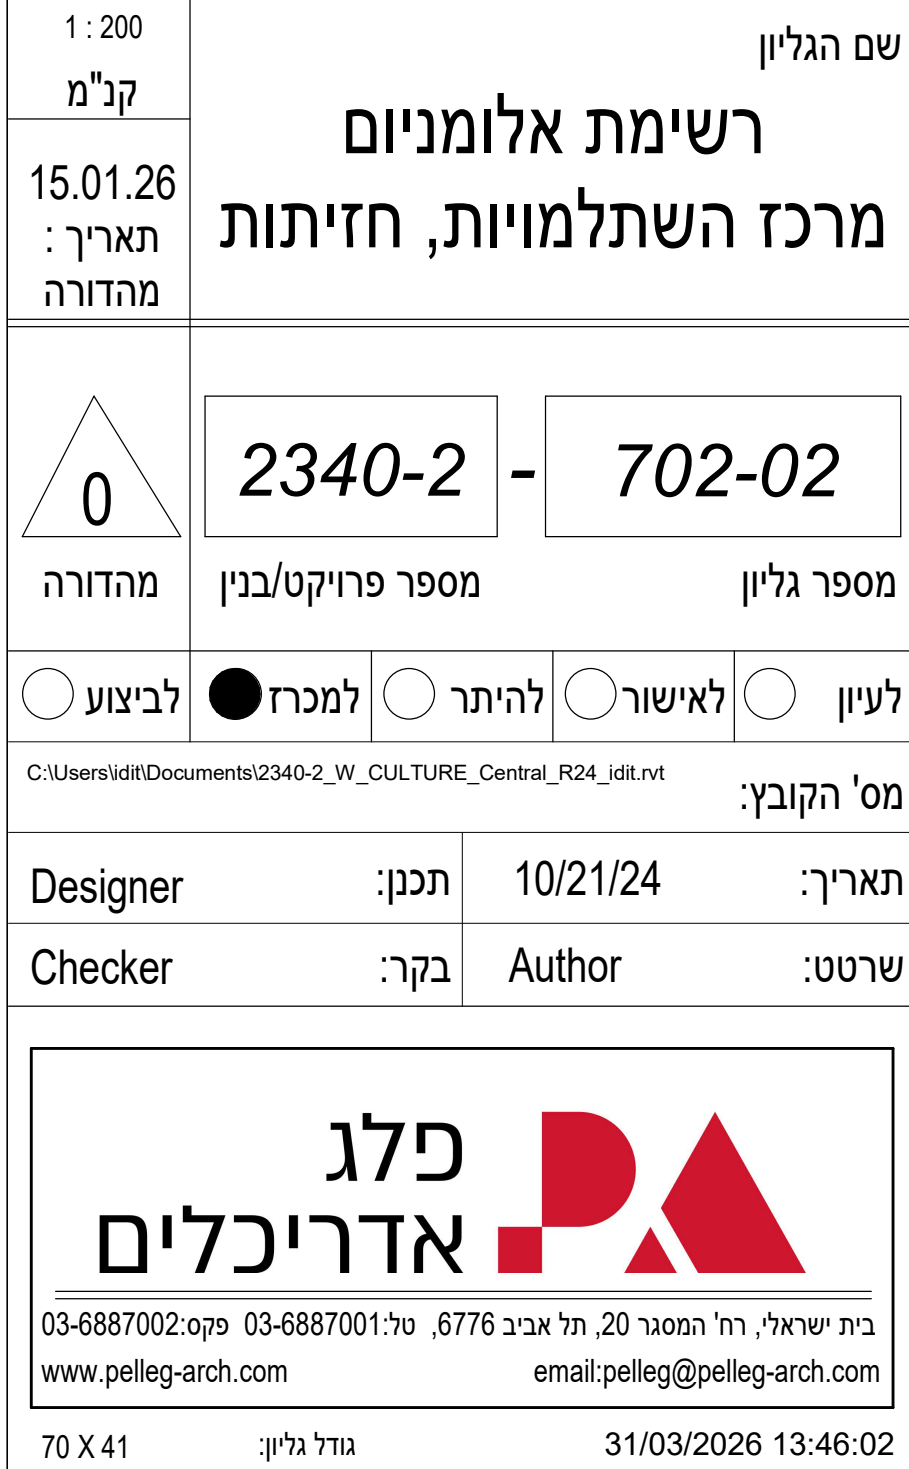 שם הגליון
1 : 200
קנ"מ
רשימת אלומניום
מרכז השתלמויות, חזיתות
15.01.26
תאריך :
מהדורה
702-02 - 2340-2
0
מספר גליון
מספר פרויקט/בנין
מהדורה
לעיון
לאישור
להיתר
למכרז
לביצוע
מס' הקובץ:
C:\Users\idit\Documents\2340-2_W_CULTURE_Central_R24_idit.rvt
תאריך: 10/21/24
תכנן: Designer
שרטט: Author
בקר: Checker
פלג
אדריכלים
בית ישראלי, רח' המסגר 20, תל אביב 6776, טל:03-6887001 פקס:03-6887002
www.pelleg-arch.com email:pelleg@pelleg-arch.com
31/03/2026 13:46:02
גודל גליון: 70 X 41